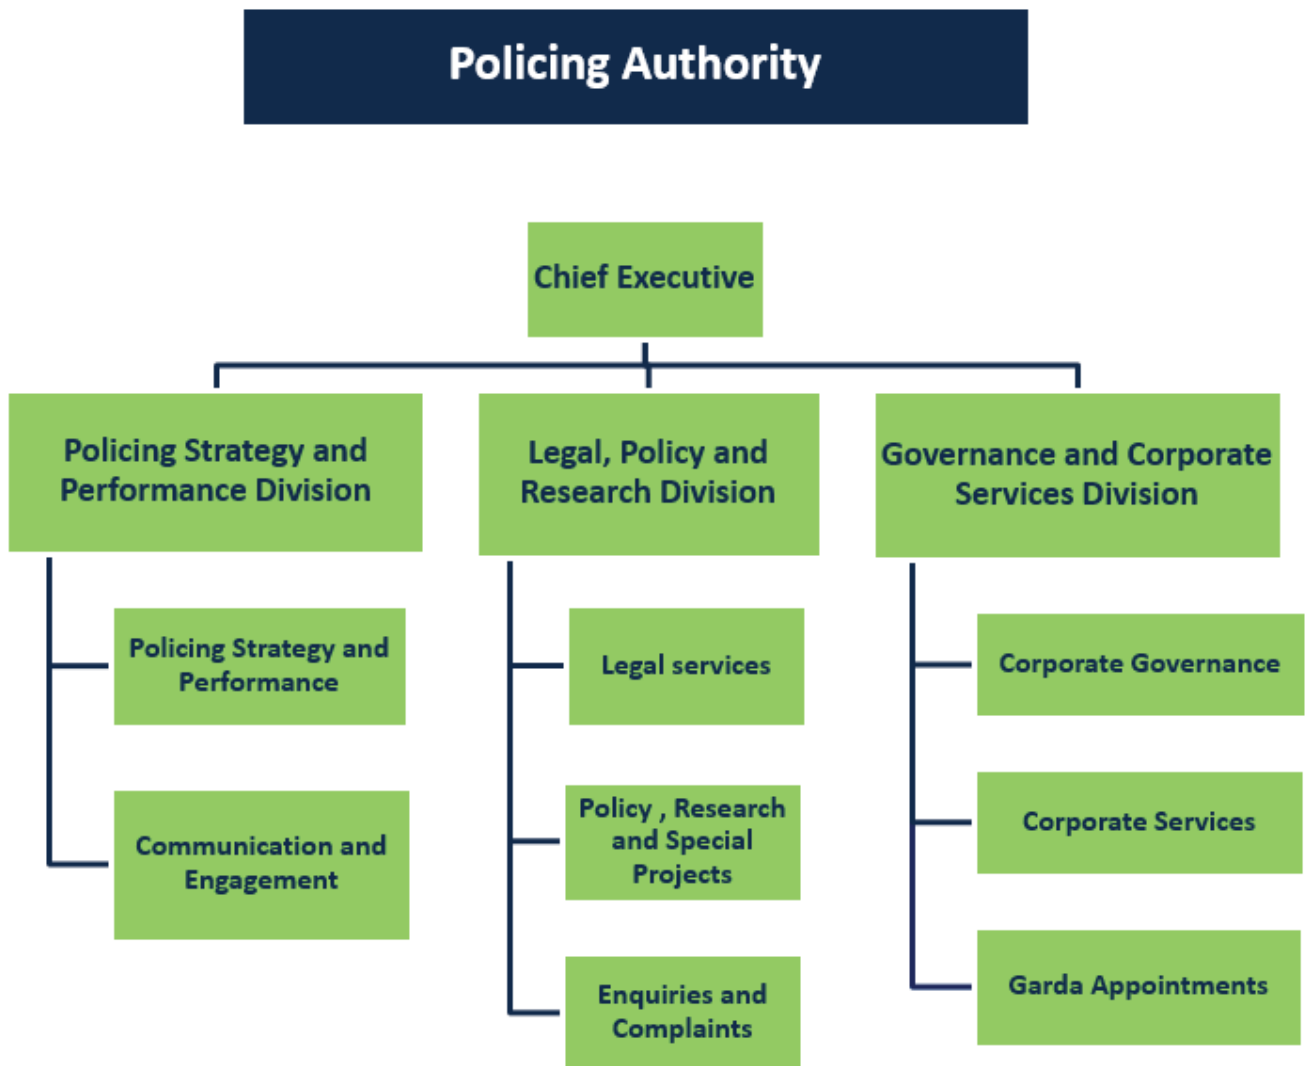 Policing Authority
Chief Executive
Policing Strategy and
Performance Division
Legal, Policy and
Research Division
Governance and Corporate
Services Division
Policing Strategy and
Performance
Communication and
Engagement
Legal services
Policy , Research
and Special
Projects
Enquiries and
Complaints
Corporate Governance
Corporate Services
Garda Appointments